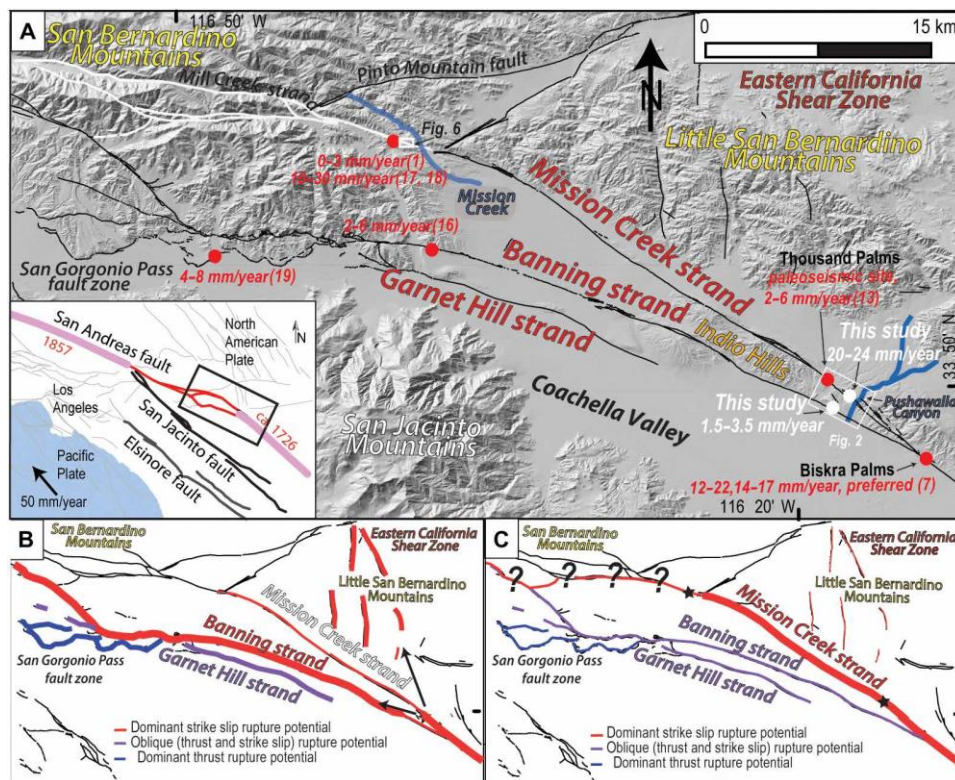 116 50' W
0 15 km
A
San Bernardino
Mountains
Mill Creek strand
Pinto Mountain fault
N
Eastern California
Shear Zone
Little San Bernardino
Mountains
Fig. 6
0–2 mm/year(1)
(17, 18)
Mission
Creek
2–6 mm/year(16)
San Gorgonio Pass
fault zone
4–8 mm/year(19)
Mission Creek strand
Banning strand
Garnet Hill strand
Indio Hills
Thousand Palms
paleoseismic site,
2–6 mm/year(13)
This study
20–24 mm/year
33 50' N
This study
1.5–3.5 mm/year
Fig. 2
Pushawalla
Canyon
Coachella Valley
San Jacinto
Mountains
Biskra Palms
12–22,14–17 mm/year, preferred (7)
116 20' W
San Andreas fault
1857
North
American
Plate
N
Los
Angeles
San Jacinto fault
Elsinore fault
ca. 1726
Pacific
Plate
50 mm/year
B
San Bernardino
Mountains
Eastern California
Shear Zone
Little San Bernardino
Mountains
Mission Creek strand
Banning strand
Garnet Hill strand
San Gorgonio Pass
fault zone
Dominant strike slip rupture potential
Oblique (thrust and strike slip) rupture potential
Dominant thrust rupture potential
C
San Bernardino
Mountains
Eastern California
Shear Zone
Little San Bernardino
Mountains
? ? ? ?
Mission Creek strand
Banning strand
Garnet Hill strand
San Gorgonio Pass
fault zone
Dominant strike slip rupture potential
Oblique (thrust and strike slip) rupture potential
Dominant thrust rupture potential